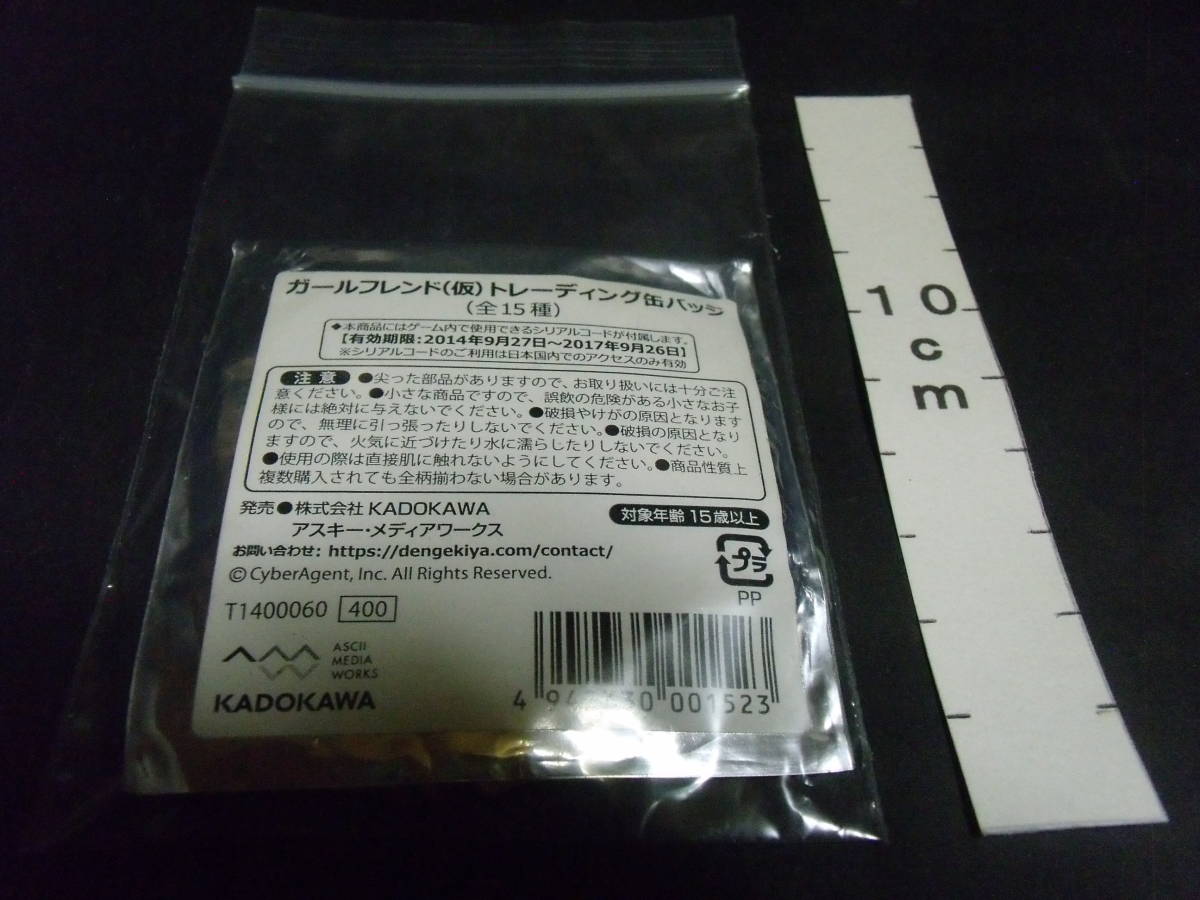 ガールフレンド(仮)トレーディング缶バッジ
(全15種)
◆本商品にはゲーム内で使用できるシリアルコードが付属します。
【有効期限:2014年9月27日～2017年9月26日】
※シリアルコードのご利用は日本国内でのアクセスのみ有効
注意 ●尖った部品がありますので、お取り扱いには十分ご注
意ください。●小さな商品ですので、誤飲の危険がある小さなお子
様には絶対に与えないでください。●破損やけがの原因となります
ので、無理に引っ張ったりしないでください。●破損の原因となり
ますので、火気に近づけたり水に濡らしたりしないでください。
●使用の際は直接肌に触れないようにしてください。●商品性質上
複数購入されても全柄揃わない場合があります。
発売●株式会社KADOKAWA
アスキー・メディアワークス
対象年齢15歳以上
お問い合わせ: https://dengekiya.com/contact/
© CyberAgent, Inc. All Rights Reserved.
プラ
PP
T1400060 400
ASCII
MEDIA
WORKS
KADOKAWA
001523
10
c
m